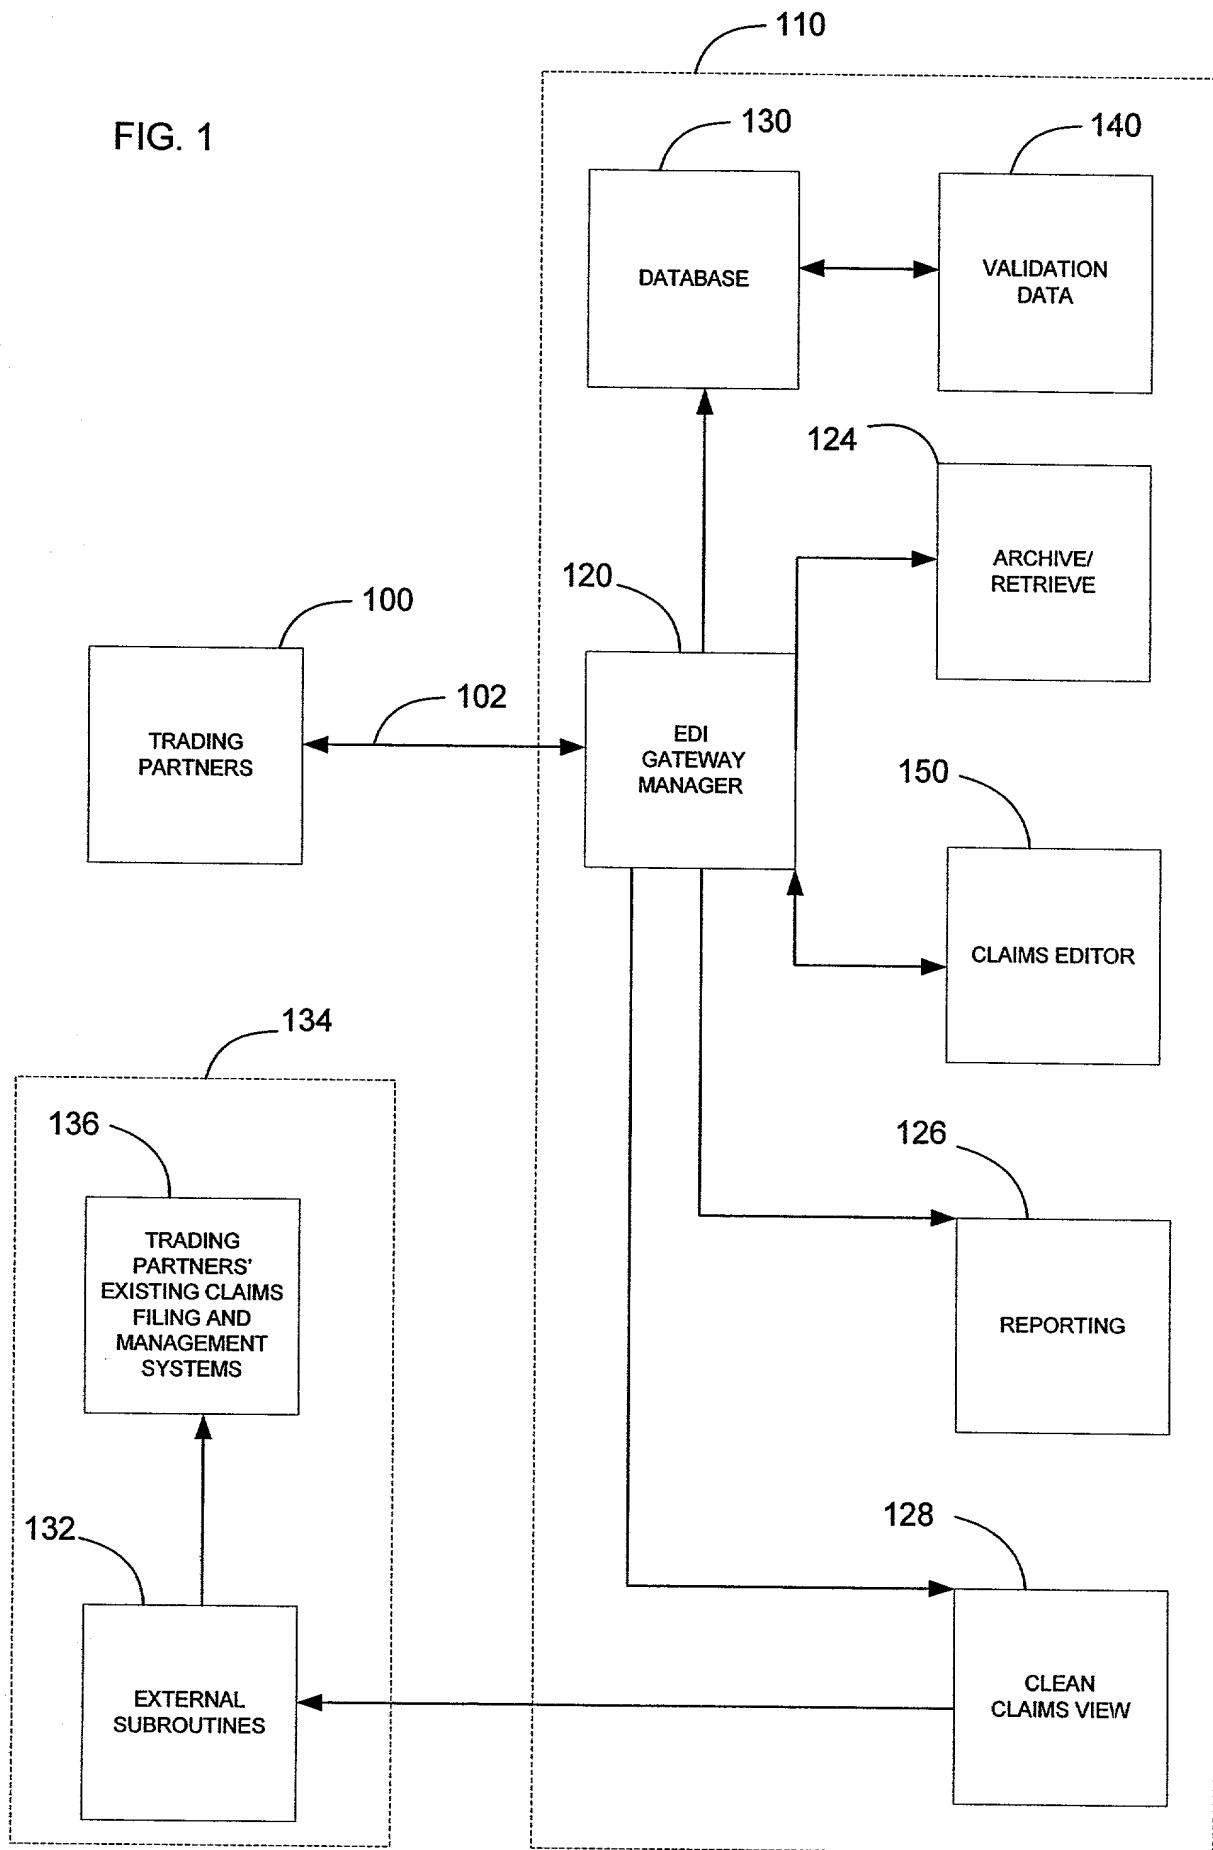 110
FIG. 1
130
140
DATABASE
VALIDATION
DATA
124
ARCHIVE/
RETRIEVE
120
100
102
TRADING
PARTNERS
EDI
GATEWAY
MANAGER
150
CLAIMS EDITOR
134
136
TRADING
PARTNERS'
EXISTING CLAIMS
FILING AND
MANAGEMENT
SYSTEMS
126
REPORTING
132
128
EXTERNAL
SUBROUTINES
CLEAN
CLAIMS VIEW